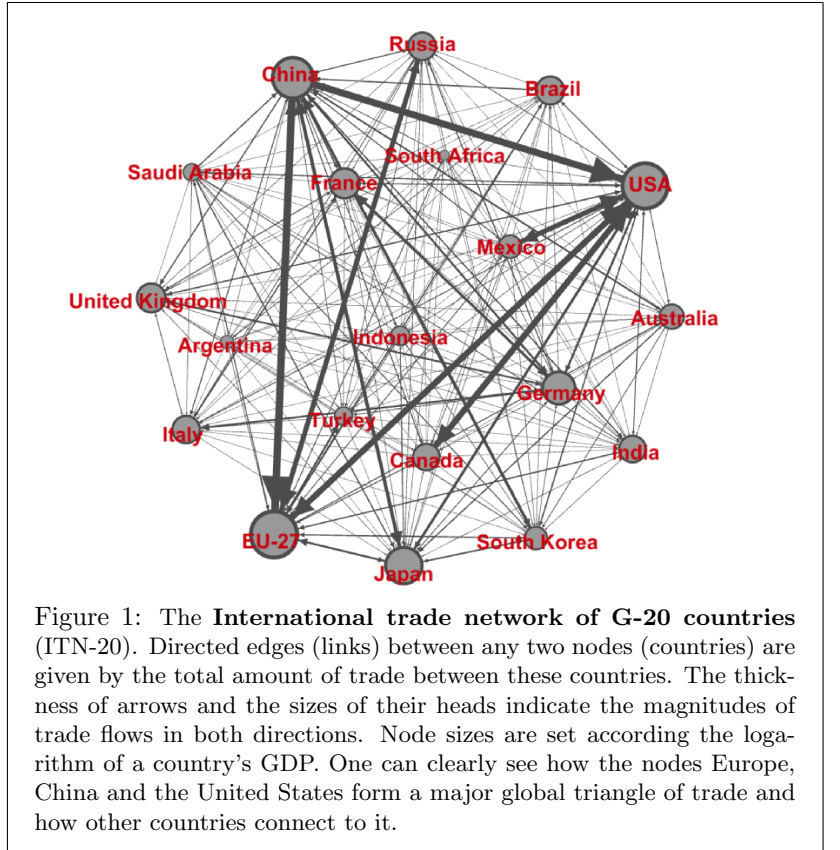 Russia
China
Brazil
South Africa
Saudi Arabia
France
USA
Mexico
United Kingdom
Australia
Argentina
Indonesia
Germany
Turkey
Italy
Canada
India
EU-27
South Korea
Japan
Figure 1: The International trade network of G-20 countries
(ITN-20). Directed edges (links) between any two nodes (countries) are
given by the total amount of trade between these countries. The thick-
ness of arrows and the sizes of their heads indicate the magnitudes of
trade flows in both directions. Node sizes are set according the loga-
rithm of a country's GDP. One can clearly see how the nodes Europe,
China and the United States form a major global triangle of trade and
how other countries connect to it.